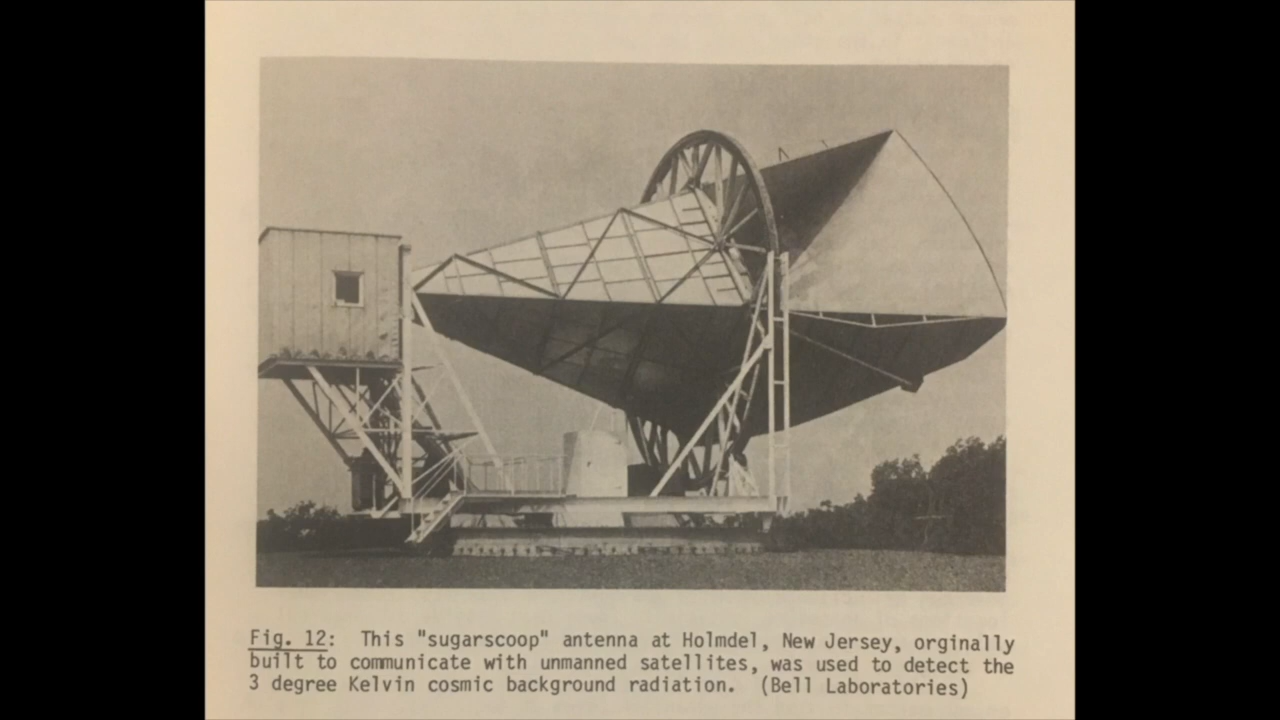 Fig. 12:  This "sugarscoop" antenna at Holmdel, New Jersey, orginally
built to communicate with unmanned satellites, was used to detect the
3 degree Kelvin cosmic background radiation.  (Bell Laboratories)